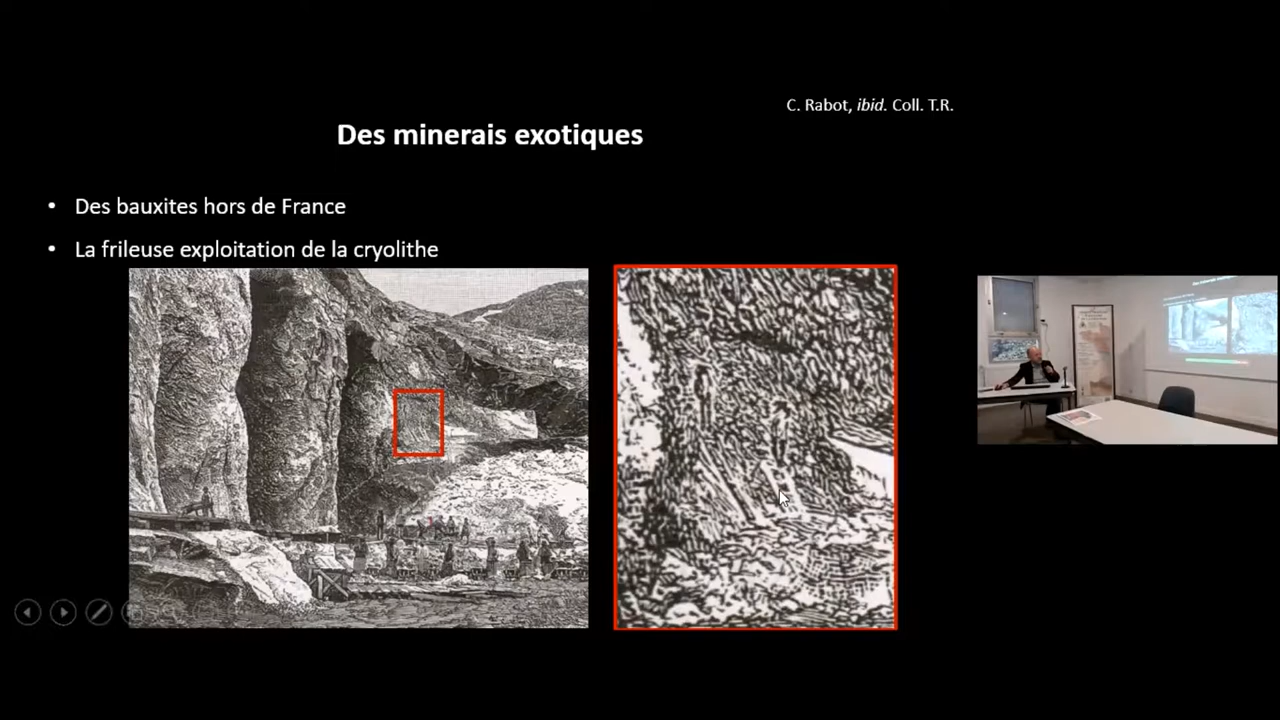 C. Rabot, ibid. Coll. T.R.
Des minerais exotiques
• Des bauxites hors de France
• La frileuse exploitation de la cryolithe